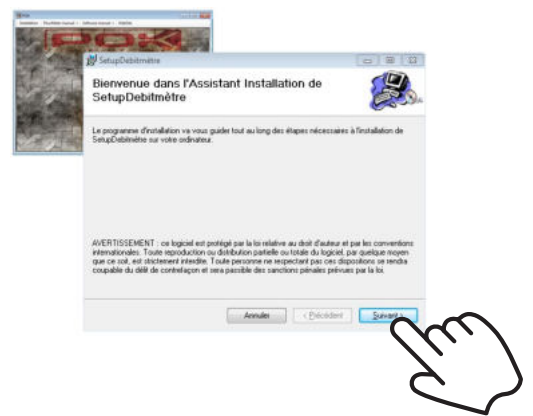 POK
Installation
SetupDebitmètre
Bienvenue dans l'Assistant Installation de
SetupDebitmètre
Le programme d'installation va vous guider tout au long des étapes nécessaires à l'installation de
SetupDebitmètre sur votre ordinateur.
AVERTISSEMENT : ce logiciel est protégé par la loi relative au droit d'auteur et par les conventions
internationales. Toute reproduction ou distribution partielle ou totale du logiciel, par quelque moyen
que ce soit, est strictement interdite. Toute personne ne respectant pas ces dispositions se rendra
coupable du délit de contrefaçon et sera passible des sanctions pénales prévues par la loi.
Annuler
< Précédent
Suivant >